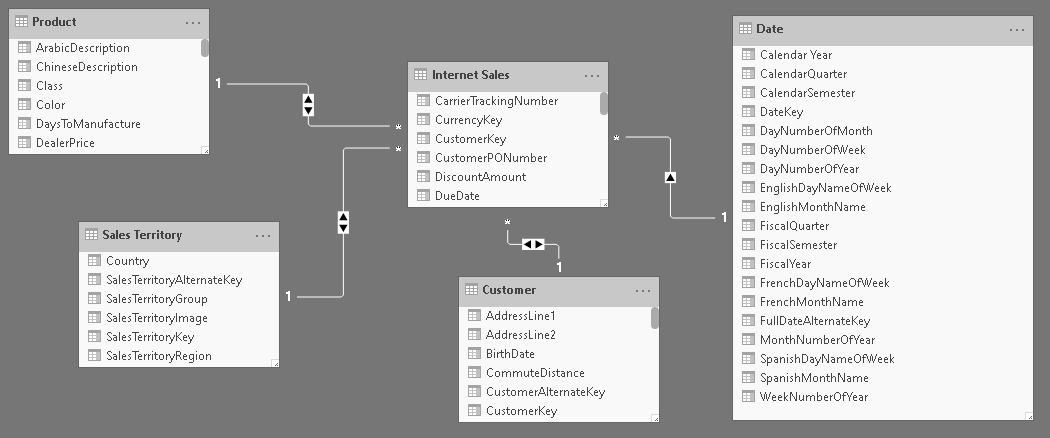 Product
...
ArabicDescription
ChineseDescription
Class
Color
DaysToManufacture
DealerPrice
1
*
Internet Sales
...
CarrierTrackingNumber
CurrencyKey
CustomerKey
CustomerPONumber
DiscountAmount
DueDate
*
*
*
Date
...
Calendar Year
CalendarQuarter
CalendarSemester
DateKey
DayNumberOfMonth
DayNumberOfWeek
DayNumberOfYear
EnglishDayNameOfWeek
EnglishMonthName
FiscalQuarter
FiscalSemester
FiscalYear
FrenchDayNameOfWeek
FrenchMonthName
FullDateAlternateKey
MonthNumberOfYear
SpanishDayNameOfWeek
SpanishMonthName
WeekNumberOfYear
1
Sales Territory
...
Country
SalesTerritoryAlternateKey
SalesTerritoryGroup
SalesTerritoryImage
SalesTerritoryKey
SalesTerritoryRegion
1
1
Customer
...
AddressLine1
AddressLine2
BirthDate
CommuteDistance
CustomerAlternateKey
CustomerKey